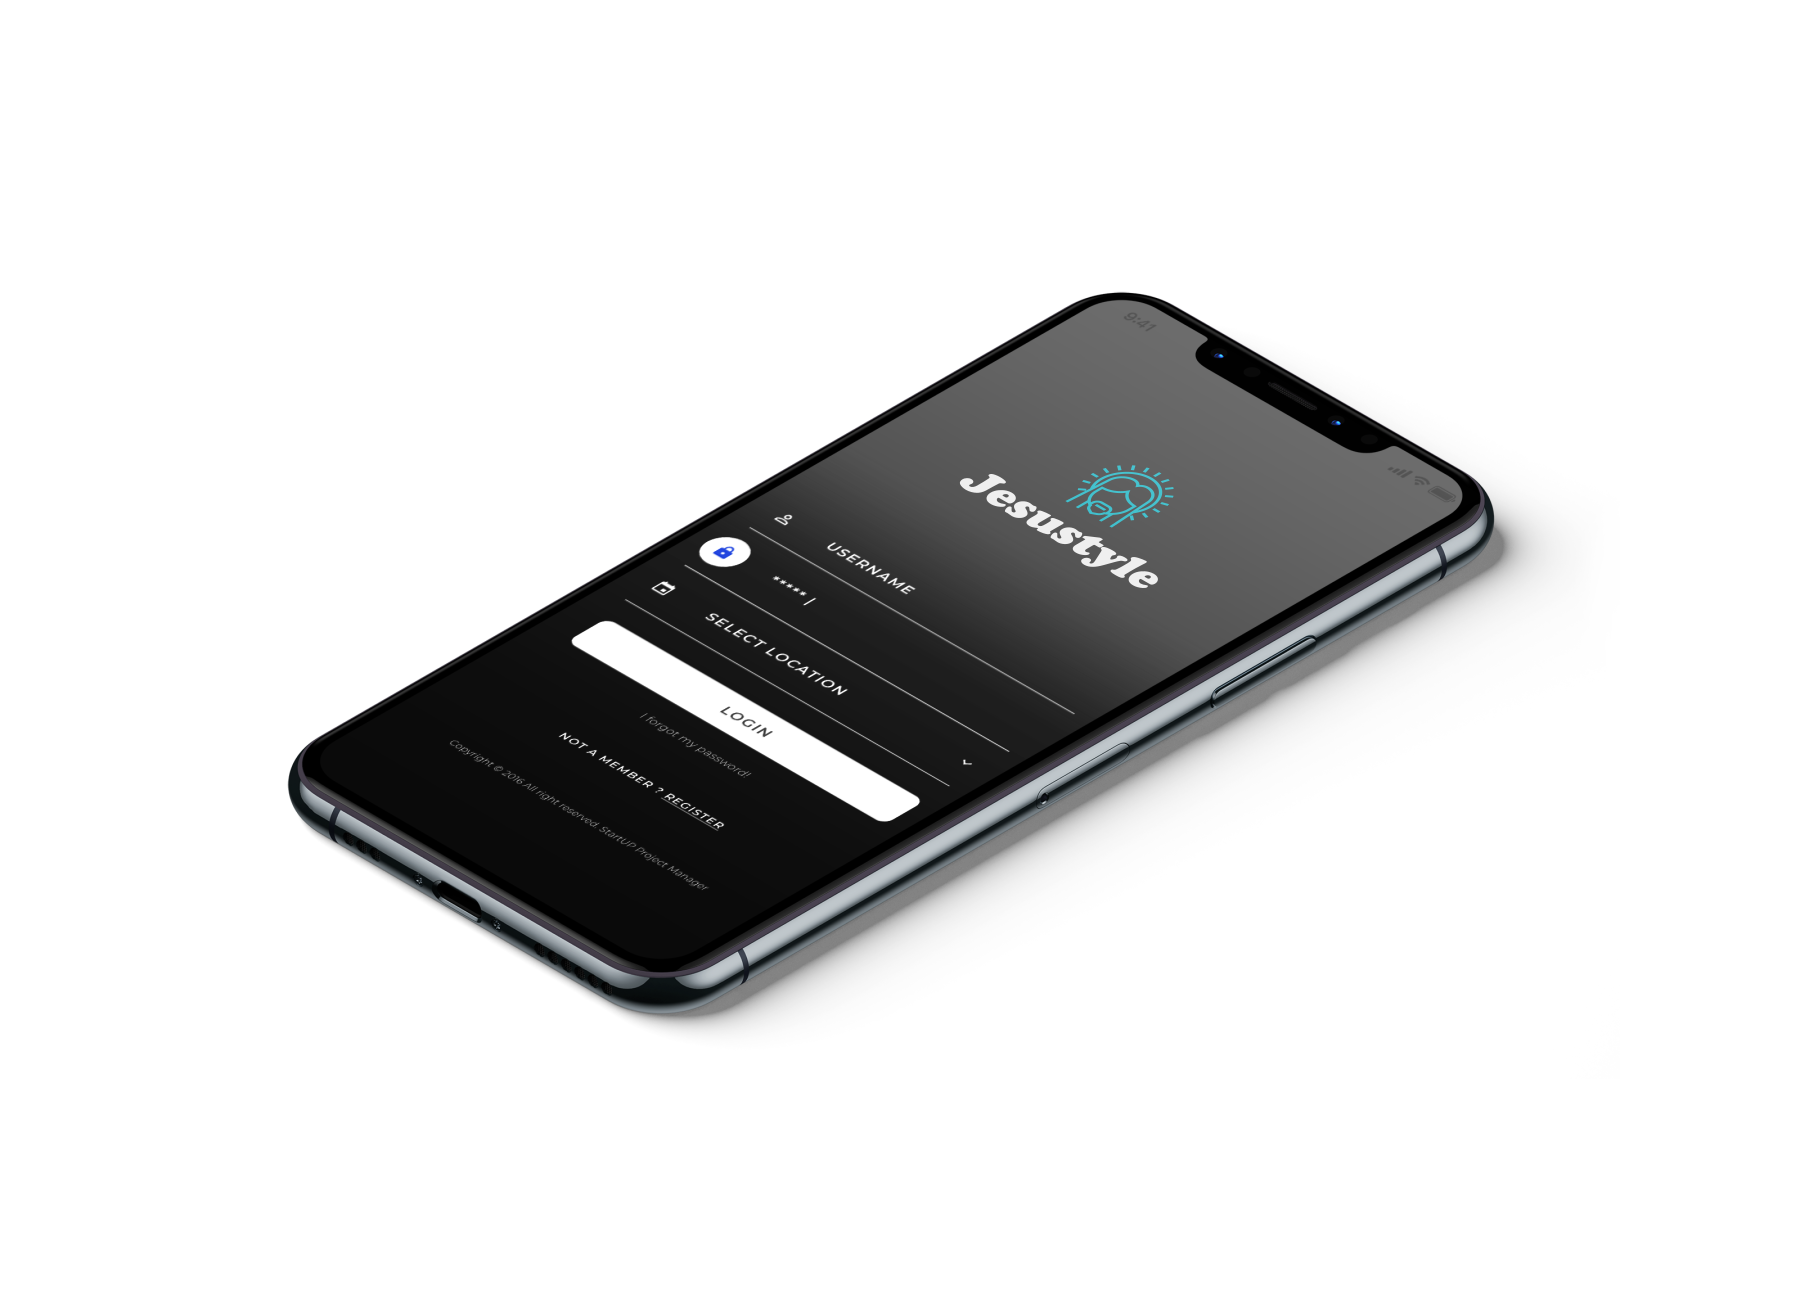 9:41
Jesustyle
USERNAME
***** |
SELECT LOCATION
LOGIN
I forgot my password!
NOT A MEMBER ? REGISTER
Copyright © 2016 All right reserved StartUP Project Manager